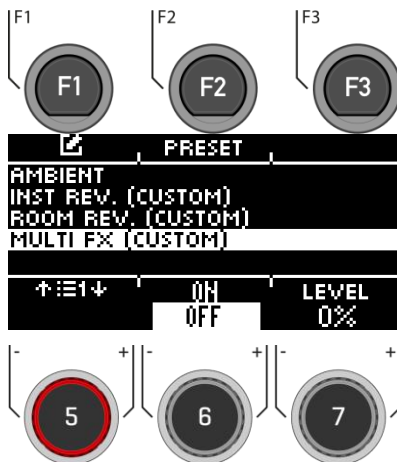 F1 F2 F3
F1 F2 F3
PRESET
AMBIENT
INST REV. (CUSTOM)
ROOM REV. (CUSTOM)
MULTI FX (CUSTOM)
↑≔1↓ ON LEVEL
OFF 0%
- + - + - +
5 6 7